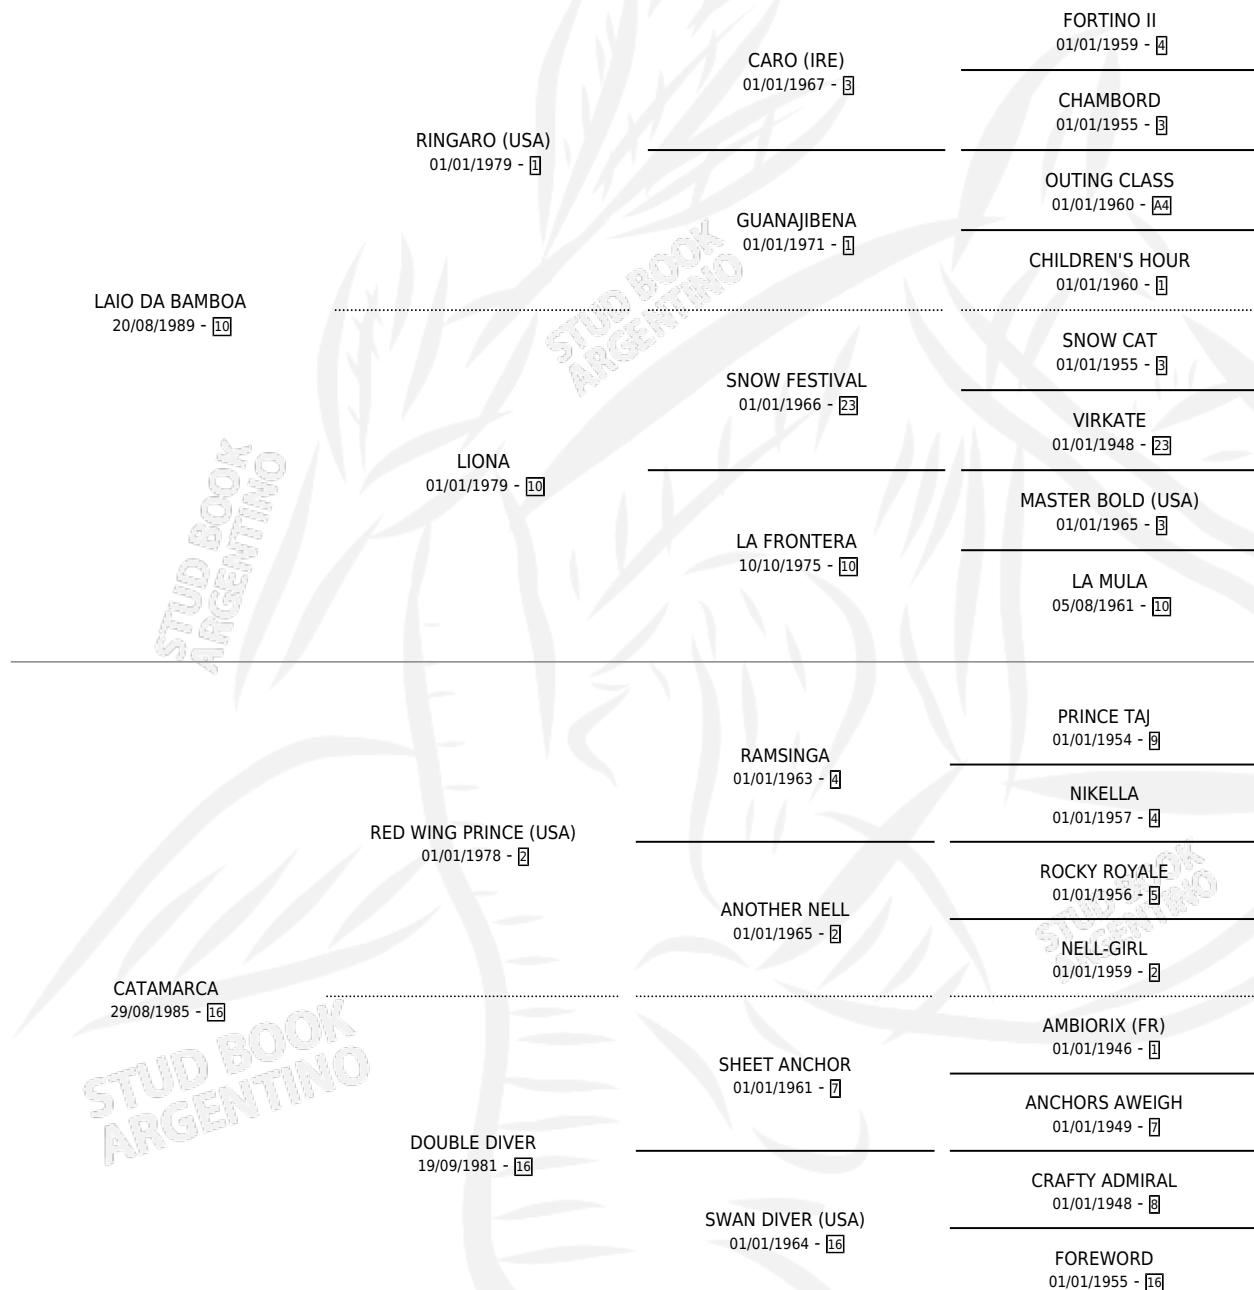 FORTINO II
01/01/1959 - 4
CARO (IRE)
01/01/1967 - 3
CHAMBORD
01/01/1955 - 3
RINGARO (USA)
01/01/1979 - 1
OUTING CLASS
01/01/1960 - A4
GUANAJIBENA
01/01/1971 - 1
CHILDREN'S HOUR
01/01/1960 - 1
LAIO DA BAMBOA
20/08/1989 - 10
SNOW CAT
01/01/1955 - 3
SNOW FESTIVAL
01/01/1966 - 23
VIRKATE
01/01/1948 - 23
LIONA
01/01/1979 - 10
MASTER BOLD (USA)
01/01/1965 - 3
LA FRONTERA
10/10/1975 - 10
LA MULA
05/08/1961 - 10
PRINCE TAJ
01/01/1954 - 9
RAMSINGA
01/01/1963 - 4
NIKELLA
01/01/1957 - 4
RED WING PRINCE (USA)
01/01/1978 - 2
ROCKY ROYALE
01/01/1956 - 5
ANOTHER NELL
01/01/1965 - 2
NELL-GIRL
01/01/1959 - 2
CATAMARCA
29/08/1985 - 16
AMBIORIX (FR)
01/01/1946 - 1
SHEET ANCHOR
01/01/1961 - 7
ANCHORS AWEIGH
01/01/1949 - 7
DOUBLE DIVER
19/09/1981 - 16
CRAFTY ADMIRAL
01/01/1948 - 8
SWAN DIVER (USA)
01/01/1964 - 16
FOREWORD
01/01/1955 - 16
STUD BOOK
ARGENTINO
STUD BOOK
ARGENTINO
STUD BOOK
ARGENTINO
STUD BOOK
ARGENTINO